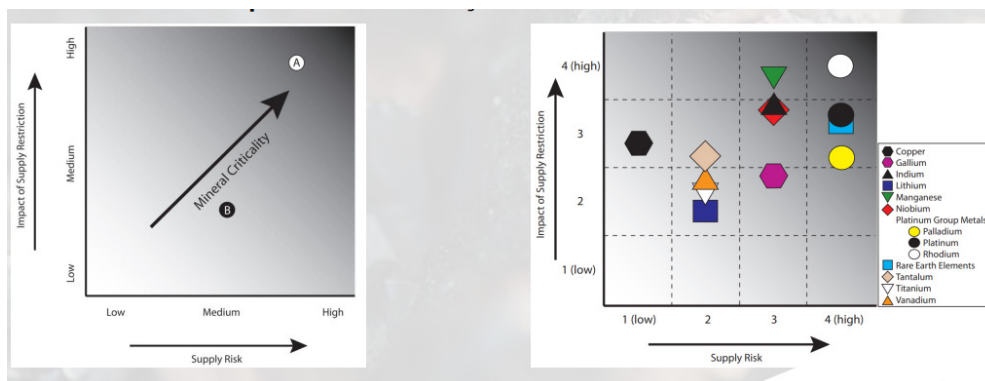 High
Medium
Low
Impact of Supply Restriction
A
B
Mineral Criticality
Low Medium High
Supply Risk
4 (high)
3
2
1 (low)
Impact of Supply Restriction
1 (low) 2 3 4 (high)
Supply Risk
Copper
Gallium
Indium
Lithium
Manganese
Niobium
Platinum Group Metals
Palladium
Platinum
Rhodium
Rare Earth Elements
Tantalum
Titanium
Vanadium